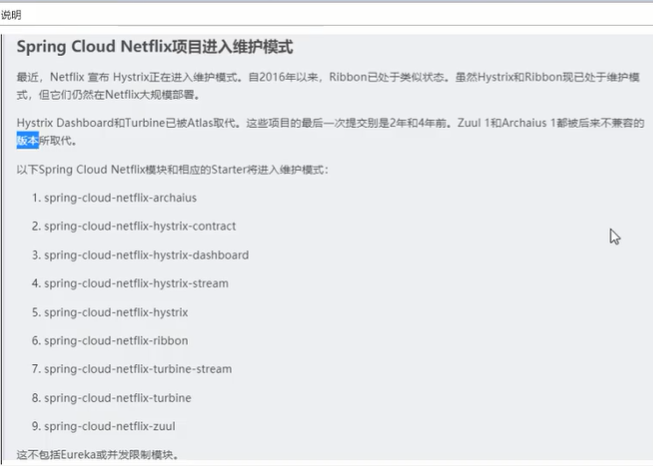 说明
Spring Cloud Netflix项目进入维护模式
最近，Netflix 宣布 Hystrix正在进入维护模式。自2016年以来，Ribbon已处于类似状态。虽然Hystrix和Ribbon现已处于维护模
式，但它们仍然在Netflix大规模部署。
Hystrix Dashboard和Turbine已被Atlas取代。这些项目的最后一次提交别是2年和4年前。Zuul 1和Archaius 1都被后来不兼容的
版本所取代。
以下Spring Cloud Netflix模块和相应的Starter将进入维护模式：
1. spring-cloud-netflix-archaius
2. spring-cloud-netflix-hystrix-contract
3. spring-cloud-netflix-hystrix-dashboard
4. spring-cloud-netflix-hystrix-stream
5. spring-cloud-netflix-hystrix
6. spring-cloud-netflix-ribbon
7. spring-cloud-netflix-turbine-stream
8. spring-cloud-netflix-turbine
9. spring-cloud-netflix-zuul
这不包括Eureka或并发限制模块。